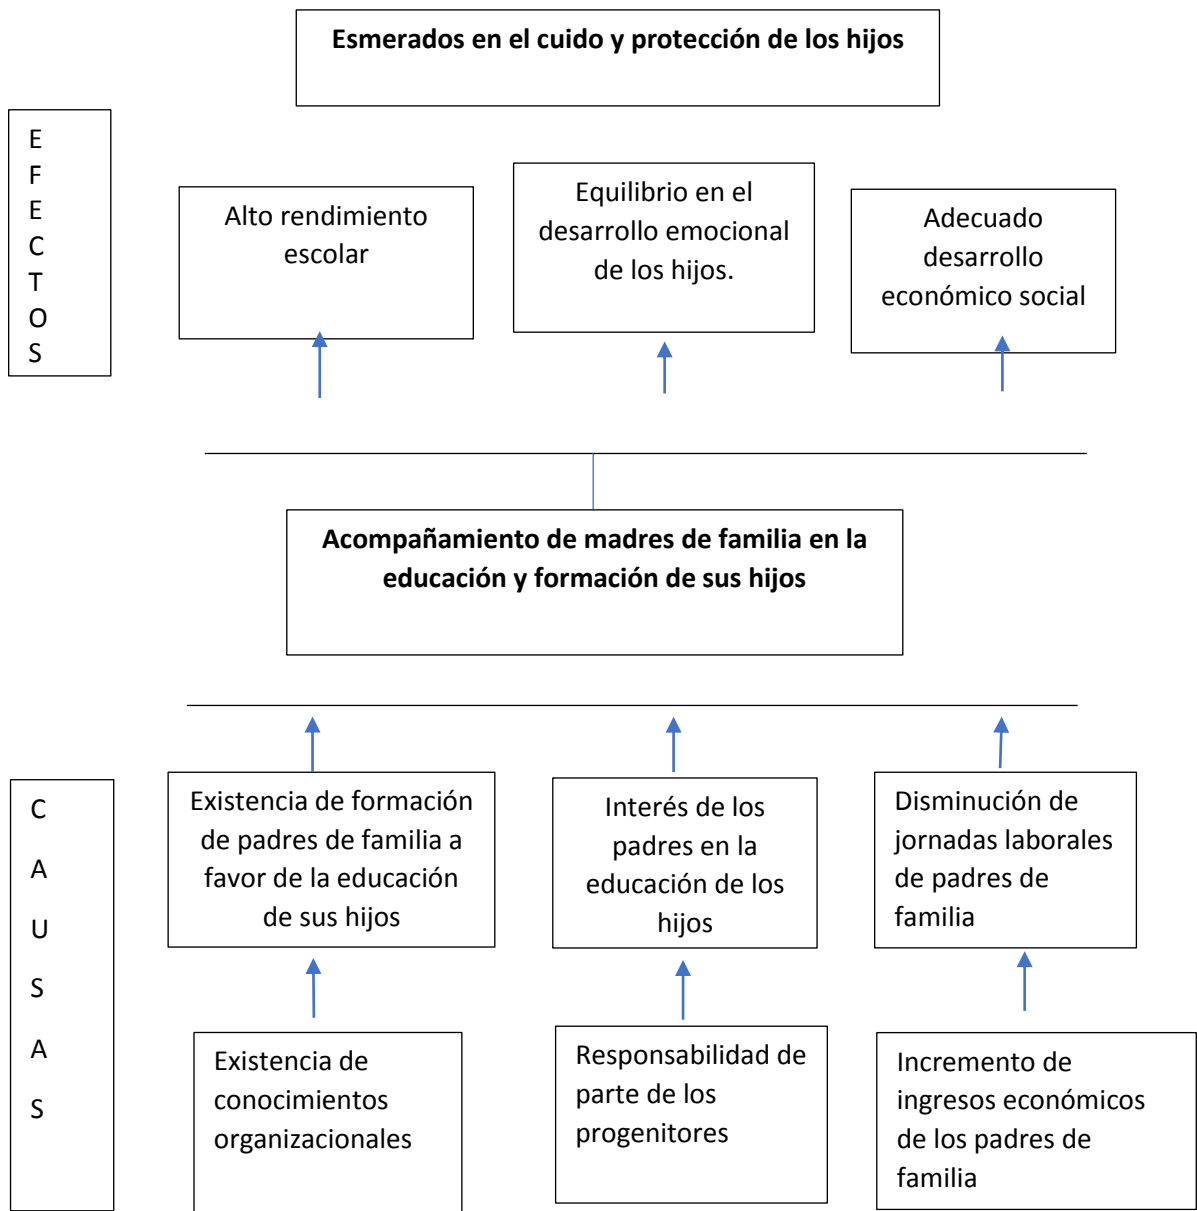 Esmerados en el cuido y protección de los hijos
E
F
E
C
T
O
S
Alto rendimiento
escolar
Equilibrio en el
desarrollo emocional
de los hijos.
Adecuado
desarrollo
económico social
Acompañamiento de madres de familia en la
educación y formación de sus hijos
C
A
U
S
A
S
Existencia de formación
de padres de familia a
favor de la educación
de sus hijos
Interés de los
padres en la
educación de los
hijos
Disminución de
jornadas laborales
de padres de
familia
Existencia de
conocimientos
organizacionales
Responsabilidad de
parte de los
progenitores
Incremento de
ingresos económicos
de los padres de
familia